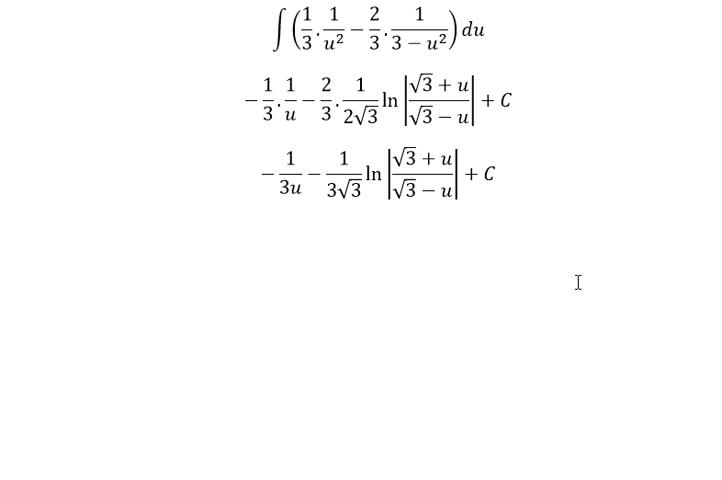 ∫(1/3 . 1/u² − 2/3 . 1/(3 − u²)) du
−1/3 . 1/u − 2/3 . 1/(2√3) ln |(√3 + u)/(√3 − u)| + C
−1/(3u) − 1/(3√3) ln |(√3 + u)/(√3 − u)| + C